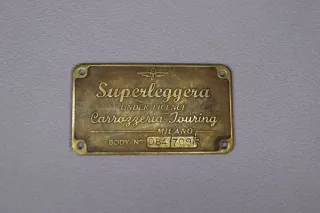 Superleggera
UNDER LICENCE
Carrozzeria Touring
MILANO
BODY Nº